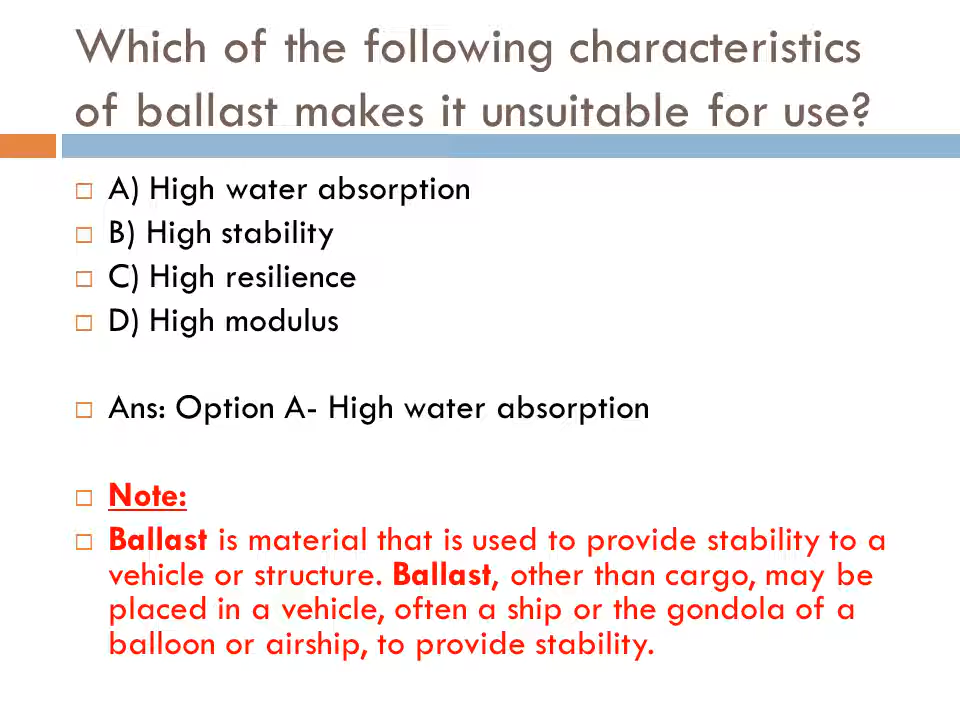 Which of the following characteristics
of ballast makes it unsuitable for use?
A) High water absorption
B) High stability
C) High resilience
D) High modulus
Ans: Option A- High water absorption
Note:
Ballast is material that is used to provide stability to a
vehicle or structure. Ballast, other than cargo, may be
placed in a vehicle, often a ship or the gondola of a
balloon or airship, to provide stability.